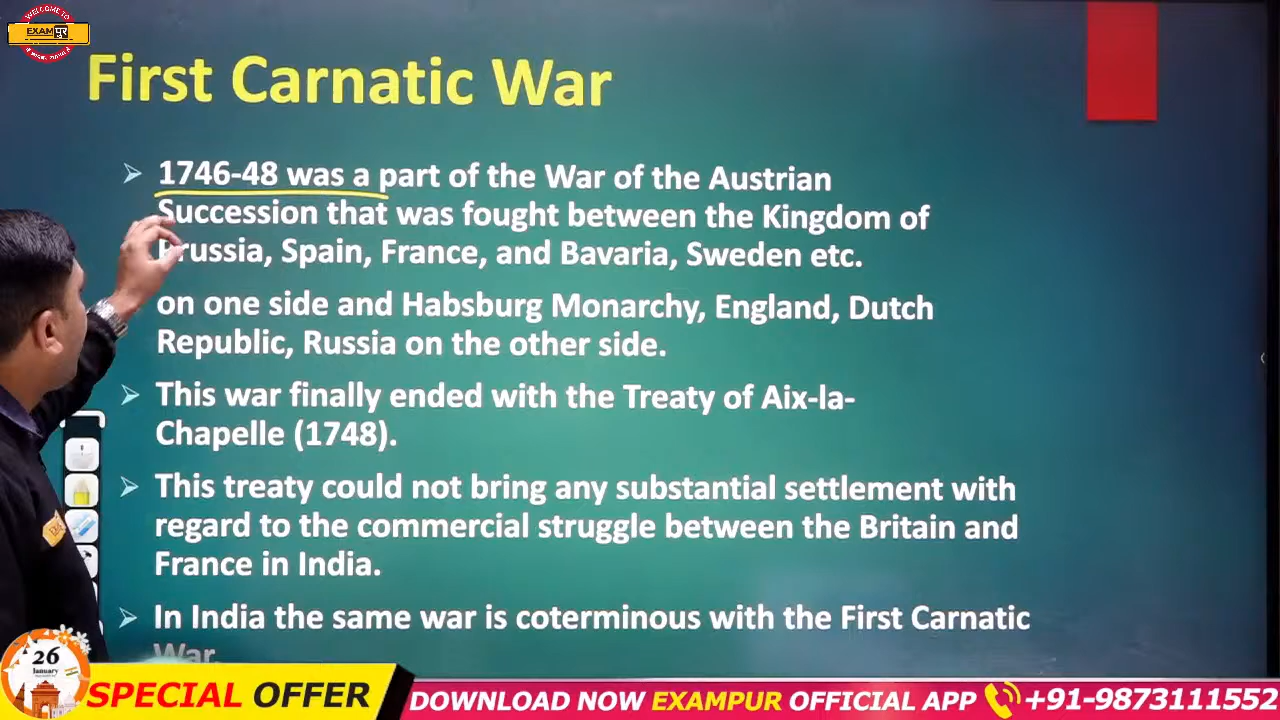 WELCOME TO
EXAM पुर
First Carnatic War
1746-48 was a part of the War of the Austrian
Succession that was fought between the Kingdom of
Prussia, Spain, France, and Bavaria, Sweden etc.
on one side and Habsburg Monarchy, England, Dutch
Republic, Russia on the other side.
This war finally ended with the Treaty of Aix-la-
Chapelle (1748).
This treaty could not bring any substantial settlement with
regard to the commercial struggle between the Britain and
France in India.
In India the same war is coterminous with the First Carnatic
War.
26
January
SPECIAL OFFER
DOWNLOAD NOW EXAMPUR OFFICIAL APP
+91-9873111552